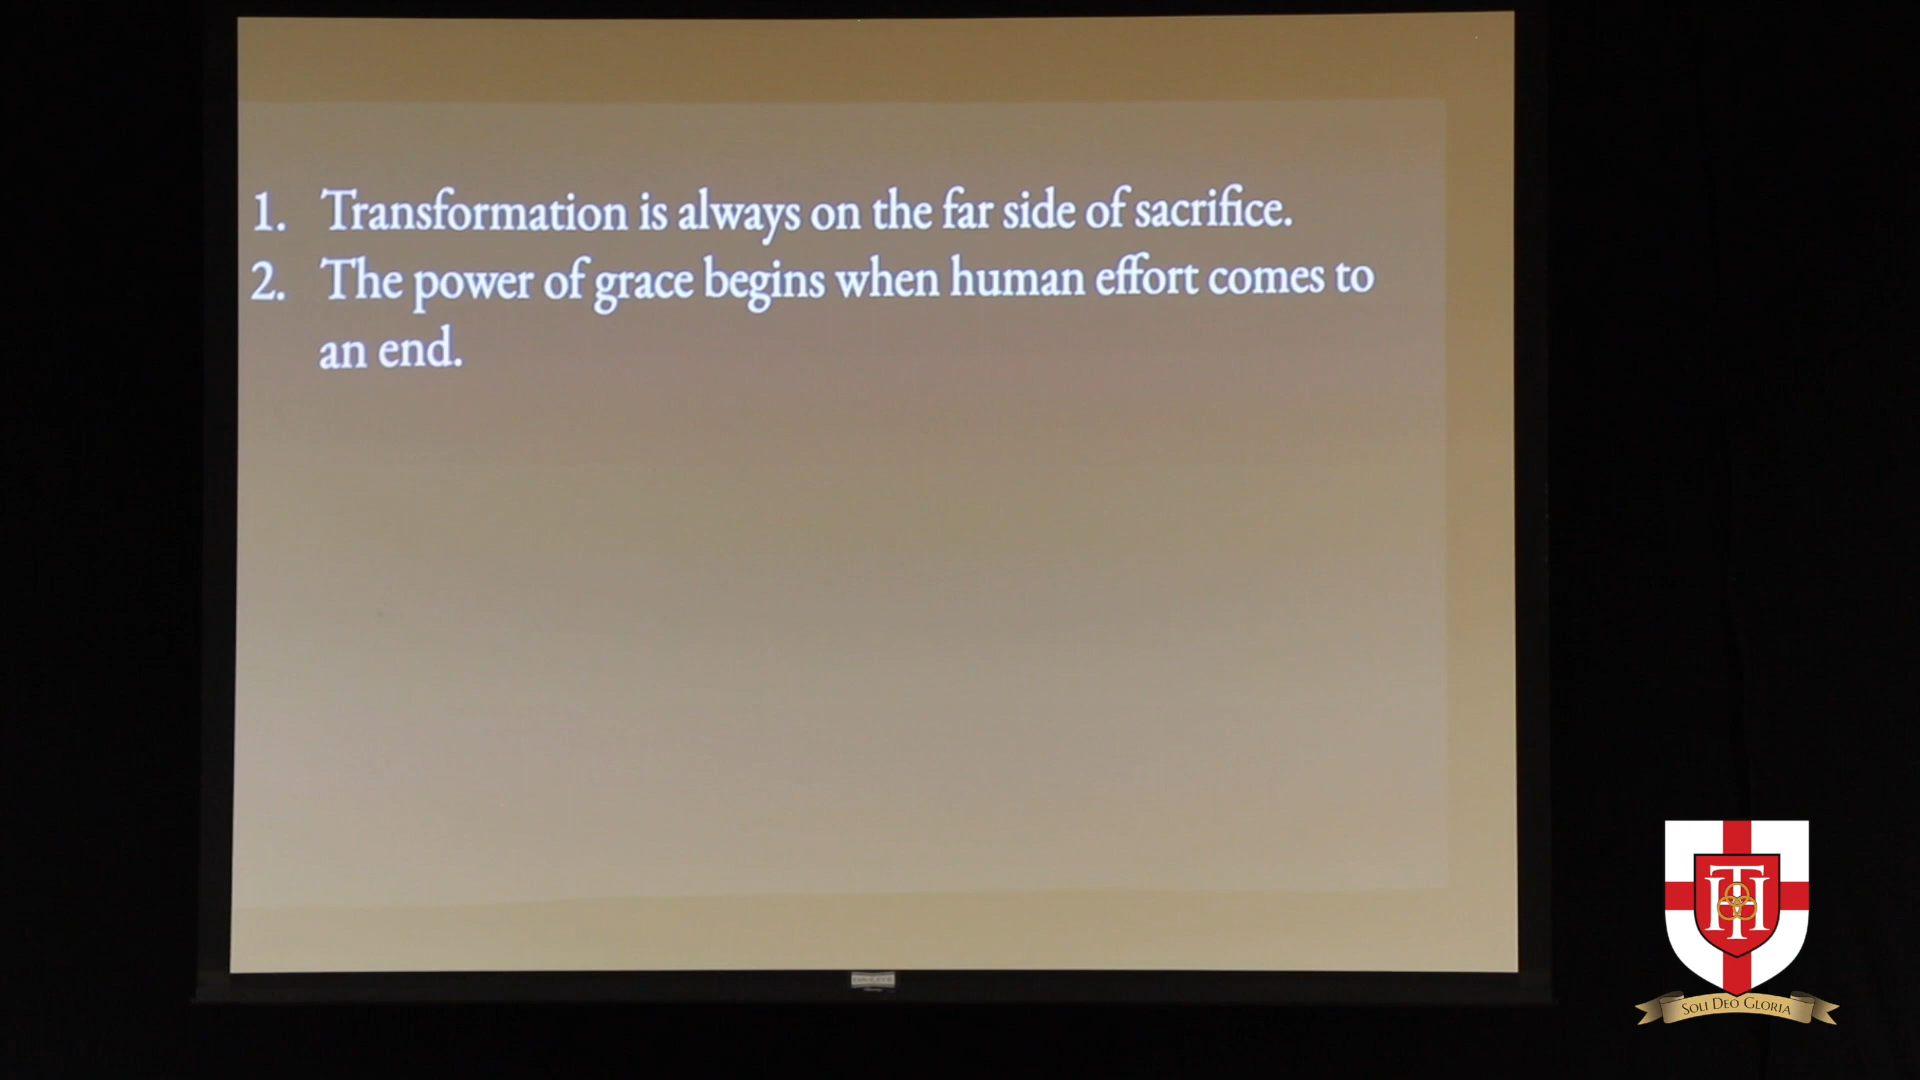 1. Transformation is always on the far side of sacrifice.
2. The power of grace begins when human effort comes to
an end.
TH
SOLI DEO GLORIA